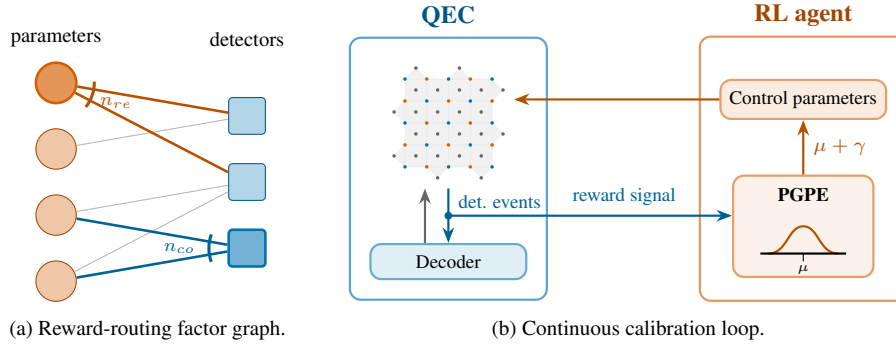 parameters
detectors
n_re
n_co
(a) Reward-routing factor graph.
QEC
RL agent
Control parameters
μ + γ
det. events
reward signal
PGPE
μ
Decoder
(b) Continuous calibration loop.